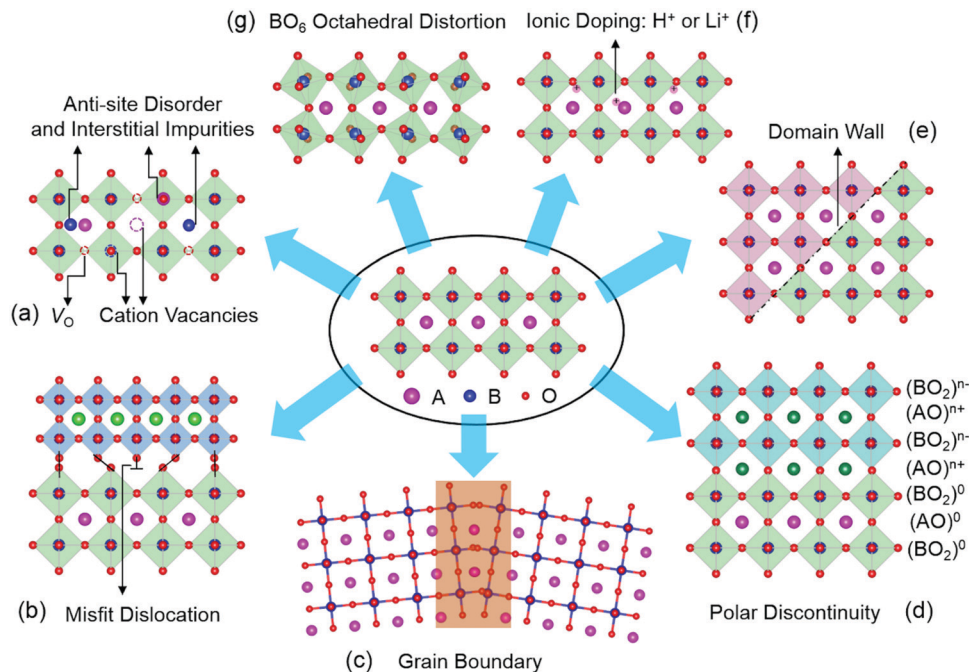 (g) BO₆ Octahedral Distortion
Ionic Doping: H⁺ or Li⁺ (f)
Anti-site Disorder
and Interstitial Impurities
Domain Wall (e)
+ + +
(a) V_O Cation Vacancies
A B O
(BO₂)ⁿ⁻
(AO)ⁿ⁺
(BO₂)ⁿ⁻
(AO)ⁿ⁺
(BO₂)⁰
(AO)⁰
(BO₂)⁰
(b) Misfit Dislocation
Polar Discontinuity (d)
(c) Grain Boundary